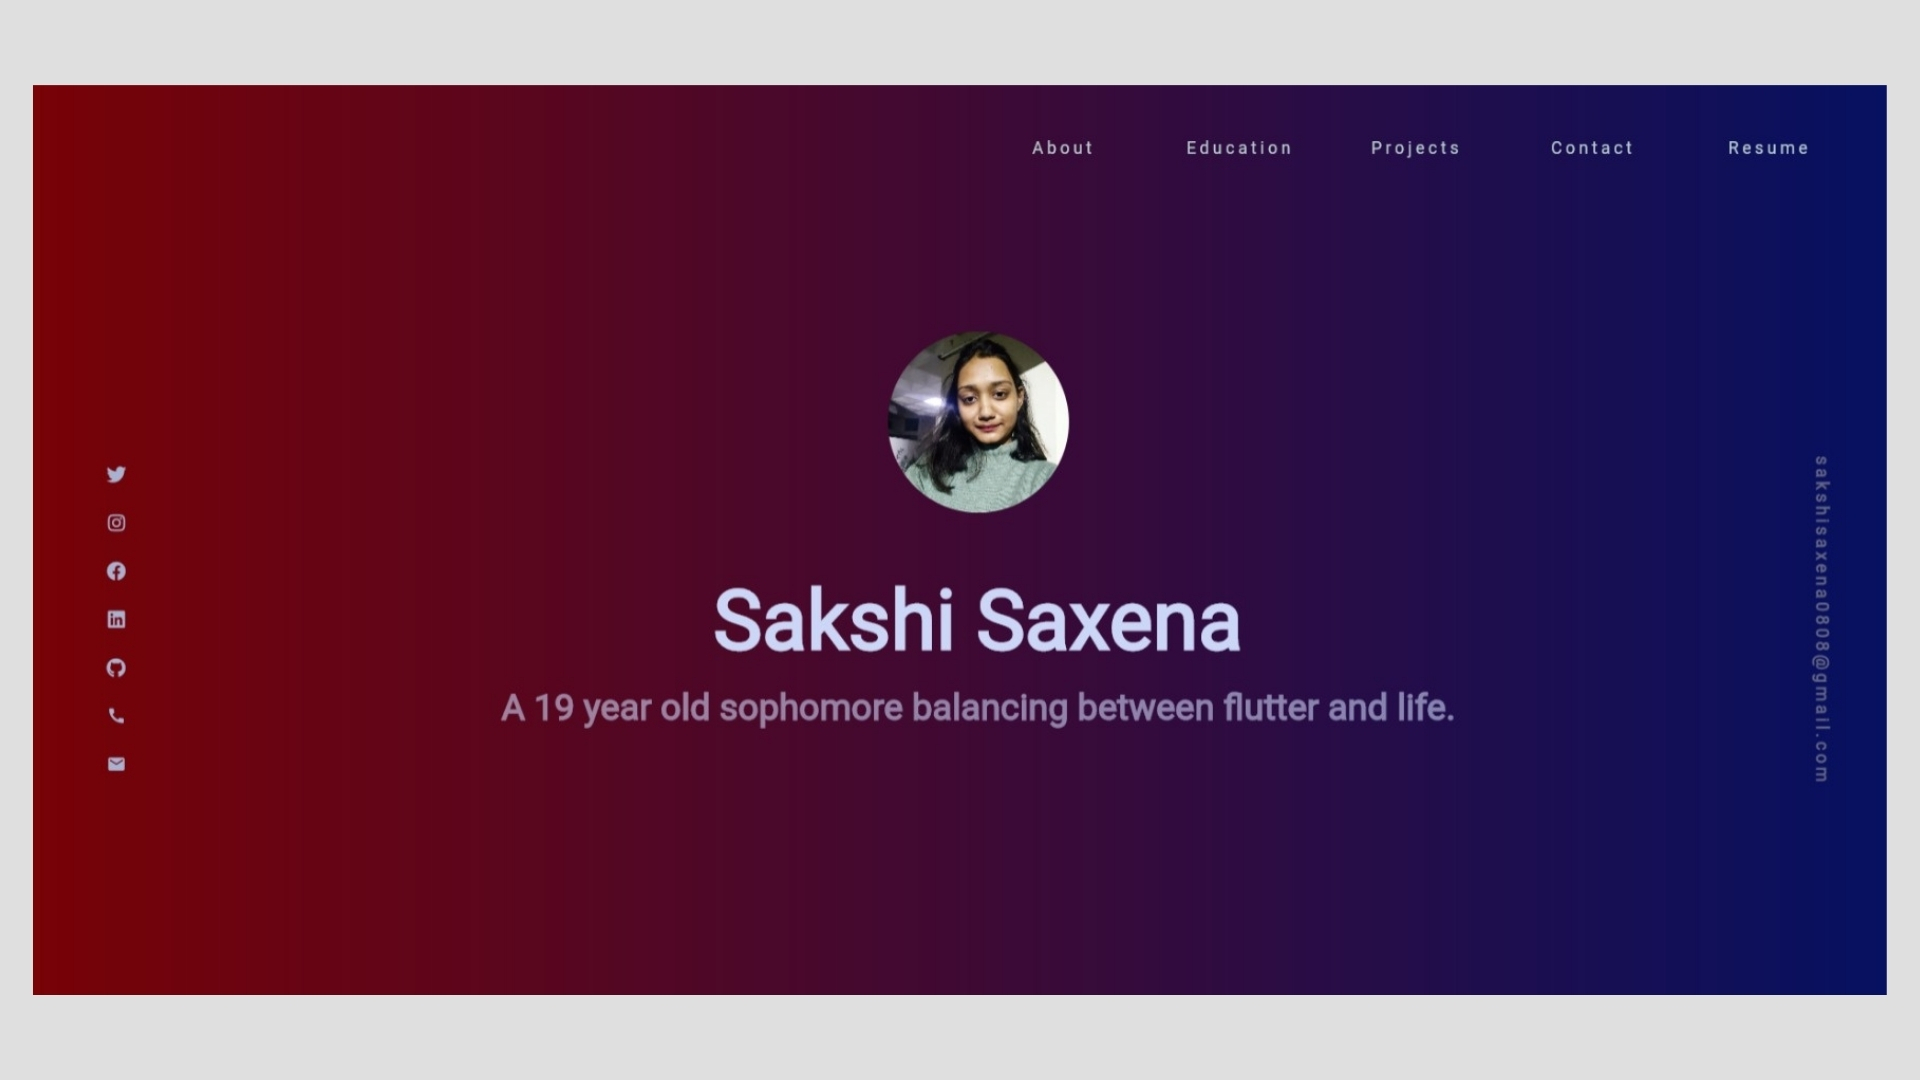 About
Education
Projects
Contact
Resume
Sakshi Saxena
A 19 year old sophomore balancing between flutter and life.
sakshisaxena0808@gmail.com